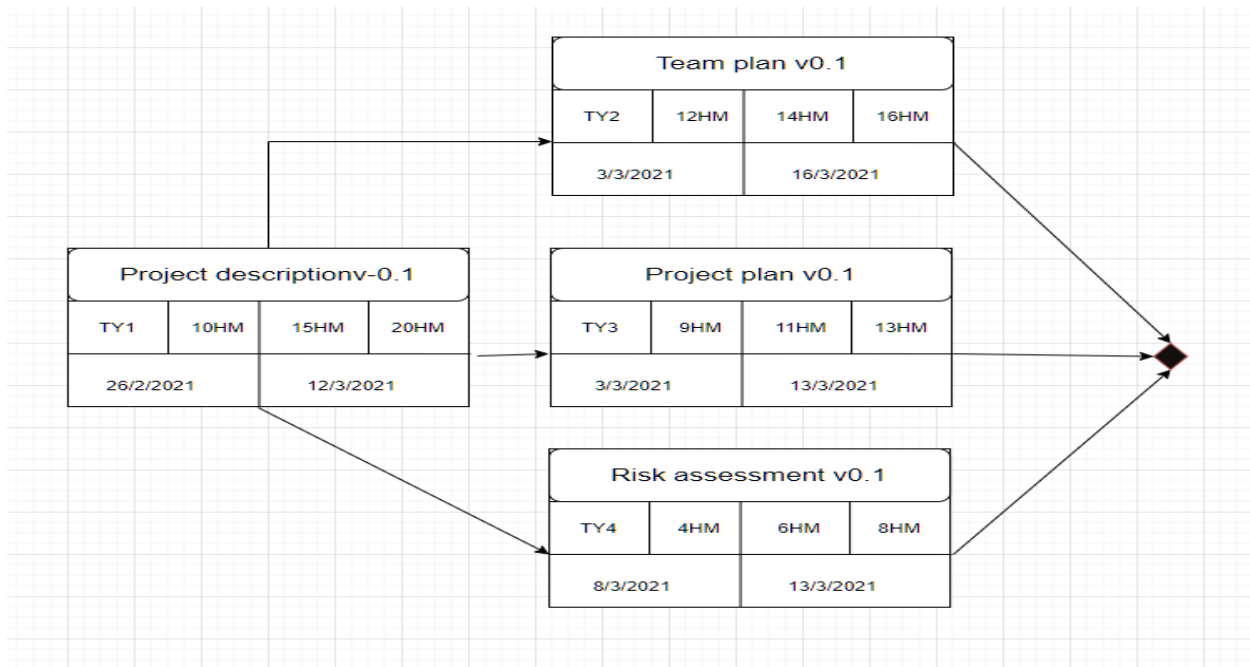 Team plan v0.1
TY2 12HM 14HM 16HM
3/3/2021 16/3/2021
Project descriptionv-0.1
TY1 10HM 15HM 20HM
26/2/2021 12/3/2021
Project plan v0.1
TY3 9HM 11HM 13HM
3/3/2021 13/3/2021
Risk assessment v0.1
TY4 4HM 6HM 8HM
8/3/2021 13/3/2021